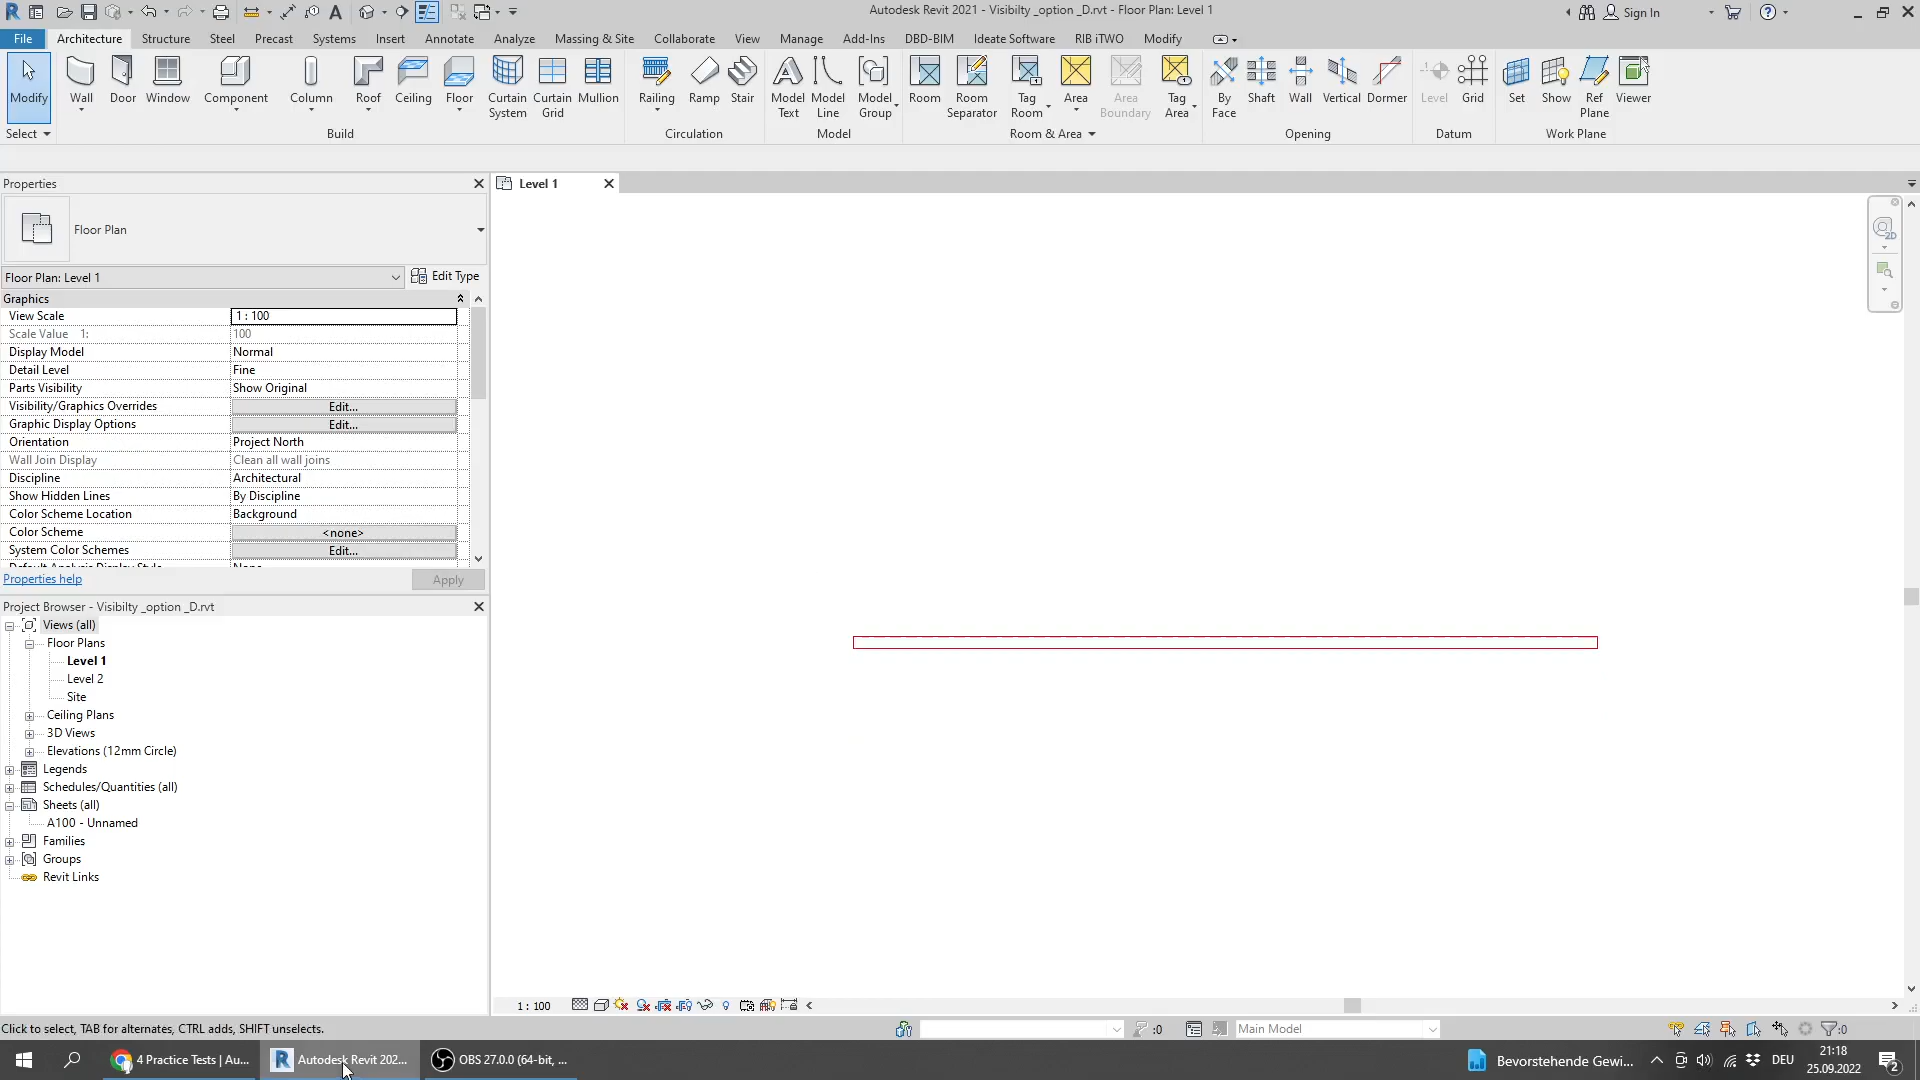 Autodesk Revit 2021 - Visibilty _option _D.rvt - Floor Plan: Level 1
Sign In
File Architecture Structure Steel Precast Systems Insert Annotate Analyze Massing & Site Collaborate View Manage Add-Ins DBD-BIM Ideate Software RIB iTWO Modify
Modify Wall Door Window Component Column Roof Ceiling Floor Curtain System Curtain Grid Mullion Railing Ramp Stair Model Text Model Line Model Group Room Room Separator Tag Room Area Area Boundary Tag Area By Face Shaft Wall Vertical Dormer Level Grid Set Show Ref Plane Viewer
Select Build Circulation Model Room & Area Opening Datum Work Plane
Properties
Level 1
Floor Plan
Floor Plan: Level 1
Edit Type
Graphics
View Scale 1 : 100
Scale Value 1: 100
Display Model Normal
Detail Level Fine
Parts Visibility Show Original
Visibility/Graphics Overrides Edit...
Graphic Display Options Edit...
Orientation Project North
Wall Join Display Clean all wall joins
Discipline Architectural
Show Hidden Lines By Discipline
Color Scheme Location Background
Color Scheme <none>
System Color Schemes Edit...
Properties help
Apply
Project Browser - Visibilty _option _D.rvt
Views (all)
Floor Plans
Level 1
Level 2
Site
Ceiling Plans
3D Views
Elevations (12mm Circle)
Legends
Schedules/Quantities (all)
Sheets (all)
A100 - Unnamed
Families
Groups
Revit Links
1 : 100
Click to select, TAB for alternates, CTRL adds, SHIFT unselects.
:0
Main Model
:0
4 Practice Tests | Au...
Autodesk Revit 202...
OBS 27.0.0 (64-bit, ...
Bevorstehende Gewi...
DEU
21:18
25.09.2022
2